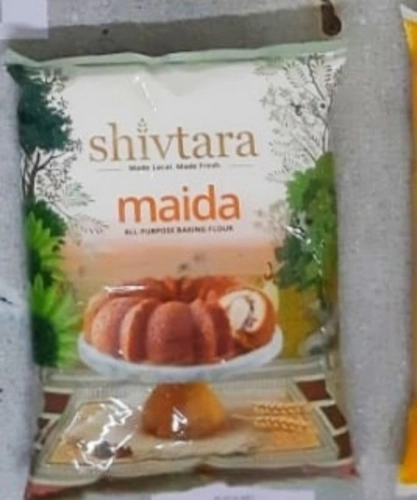 shivtara
Made Local. Made Fresh.
maida
ALL PURPOSE BAKING FLOUR